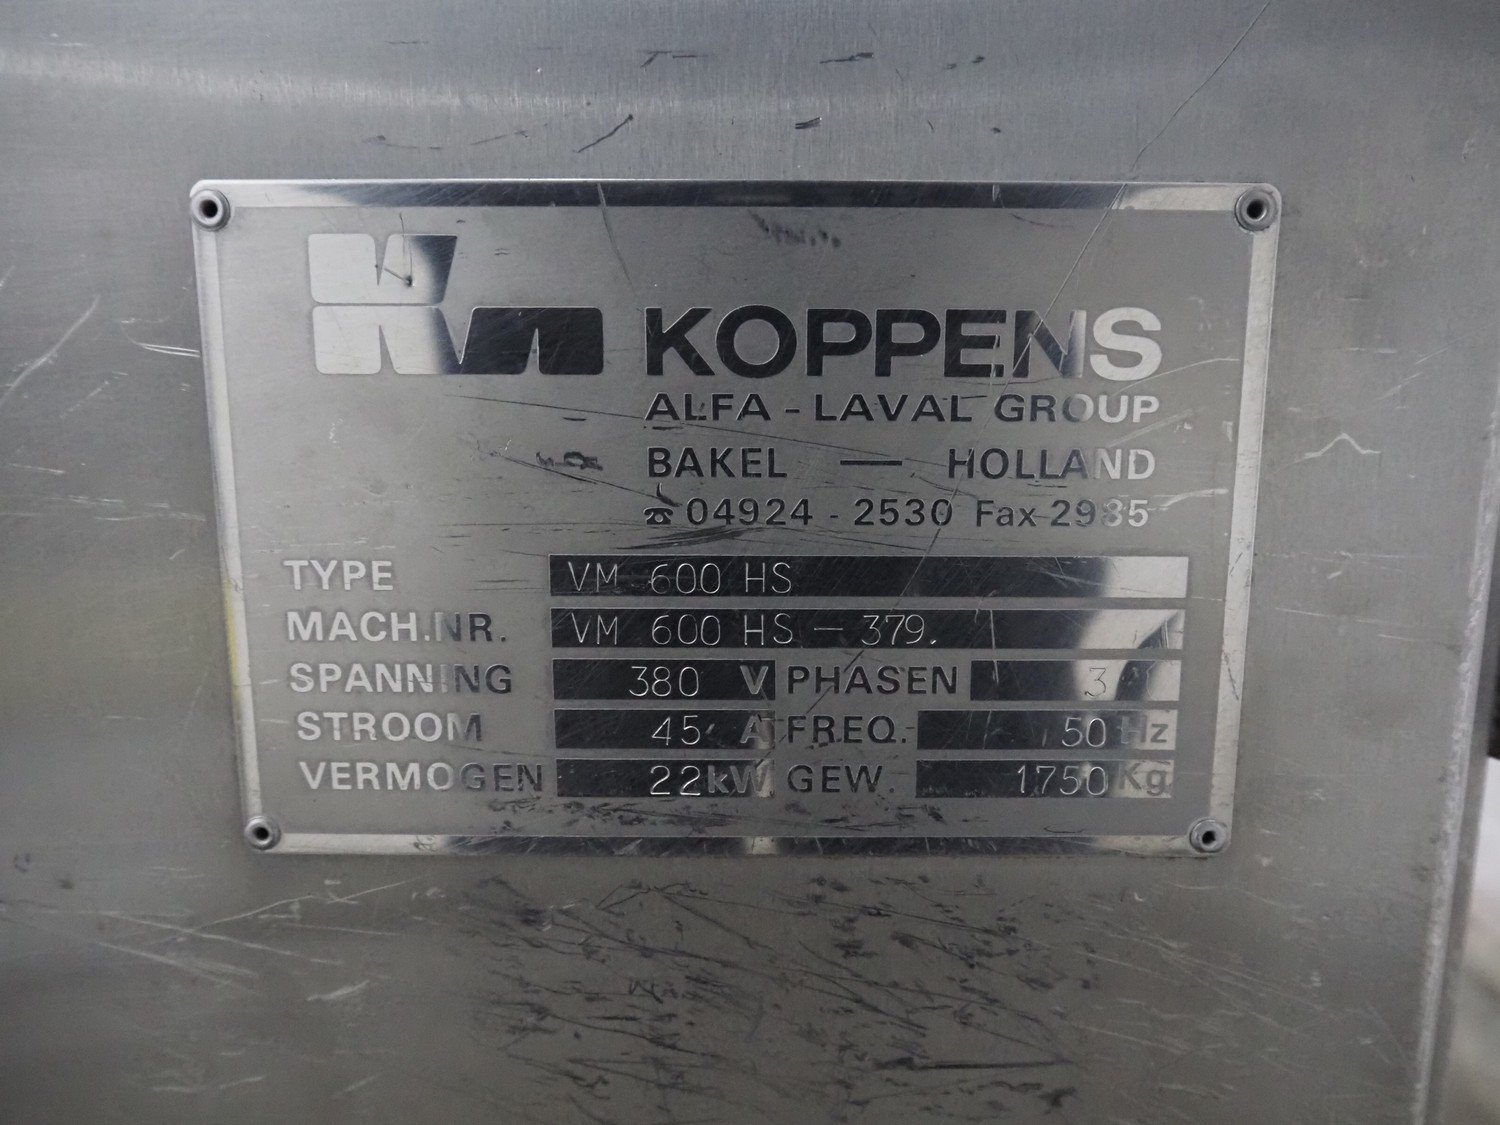 KOPPENS
ALFA - LAVAL GROUP
BAKEL — HOLLAND
☎ 04924 - 2530 Fax 2985
TYPE VM 600 HS
MACH.NR. VM 600 HS - 379.
SPANNING 380 V PHASEN 3
STROOM 45 A FREQ. 50 Hz
VERMOGEN 22kW GEW. 1750 Kg